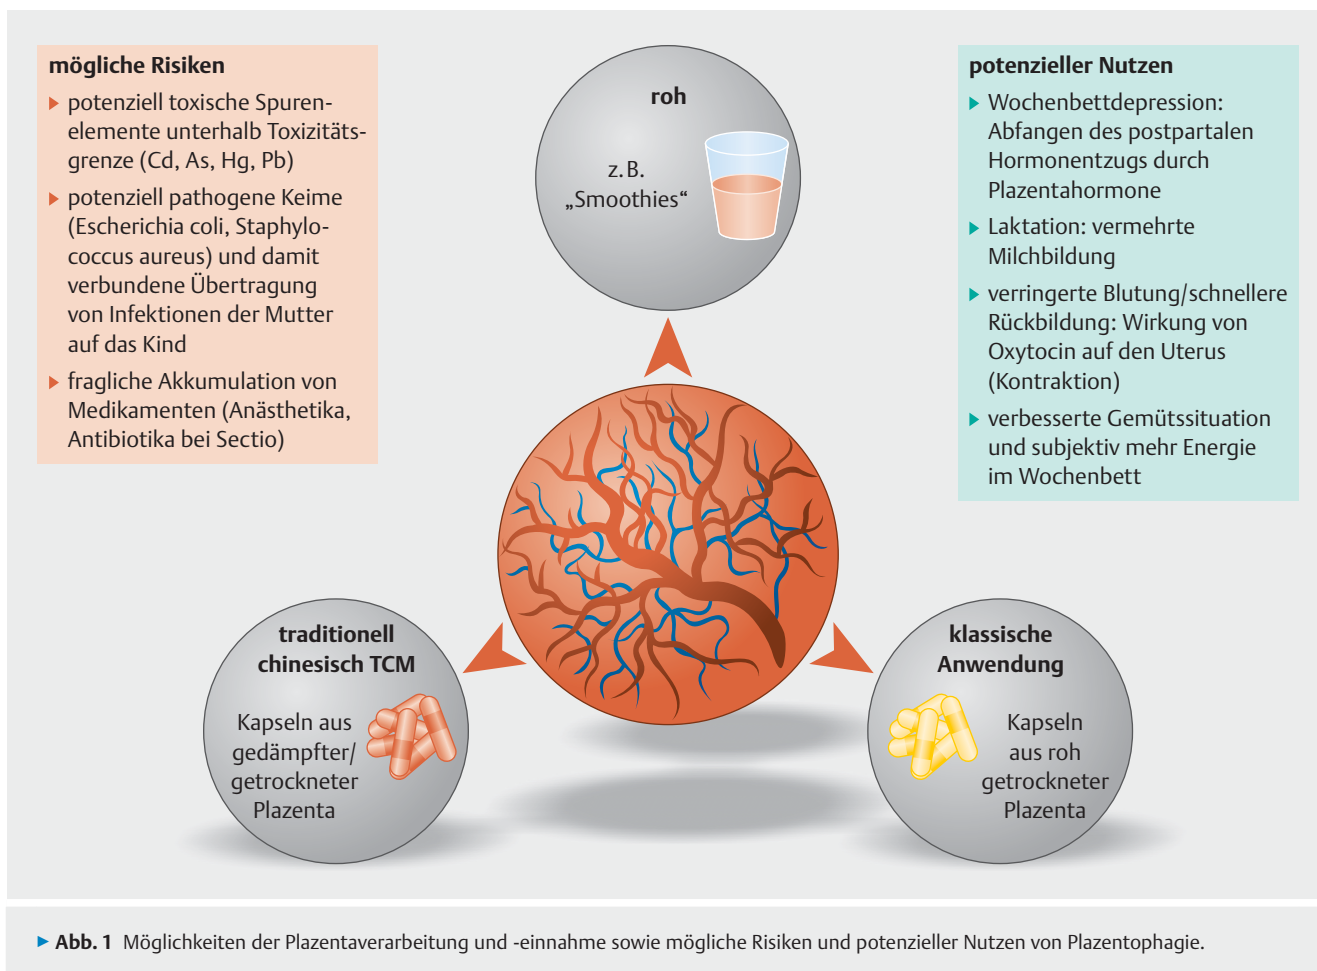 mögliche Risiken
▶ potenziell toxische Spuren-
elemente unterhalb Toxizitäts-
grenze (Cd, As, Hg, Pb)
▶ potenziell pathogene Keime
(Escherichia coli, Staphylo-
coccus aureus) und damit
verbundene Übertragung
von Infektionen der Mutter
auf das Kind
▶ fragliche Akkumulation von
Medikamenten (Anästhetika,
Antibiotika bei Sectio)
roh
z. B.
„Smoothies“
potenzieller Nutzen
▶ Wochenbettdepression:
Abfangen des postpartalen
Hormonentzugs durch
Plazentahormone
▶ Laktation: vermehrte
Milchbildung
▶ verringerte Blutung/schnellere
Rückbildung: Wirkung von
Oxytocin auf den Uterus
(Kontraktion)
▶ verbesserte Gemütssituation
und subjektiv mehr Energie
im Wochenbett
traditionell
chinesisch TCM
Kapseln aus
gedämpfter/
getrockneter
Plazenta
klassische
Anwendung
Kapseln
aus roh
getrockneter
Plazenta
▶ Abb. 1 Möglichkeiten der Plazentaverarbeitung und -einnahme sowie mögliche Risiken und potenzieller Nutzen von Plazentophagie.